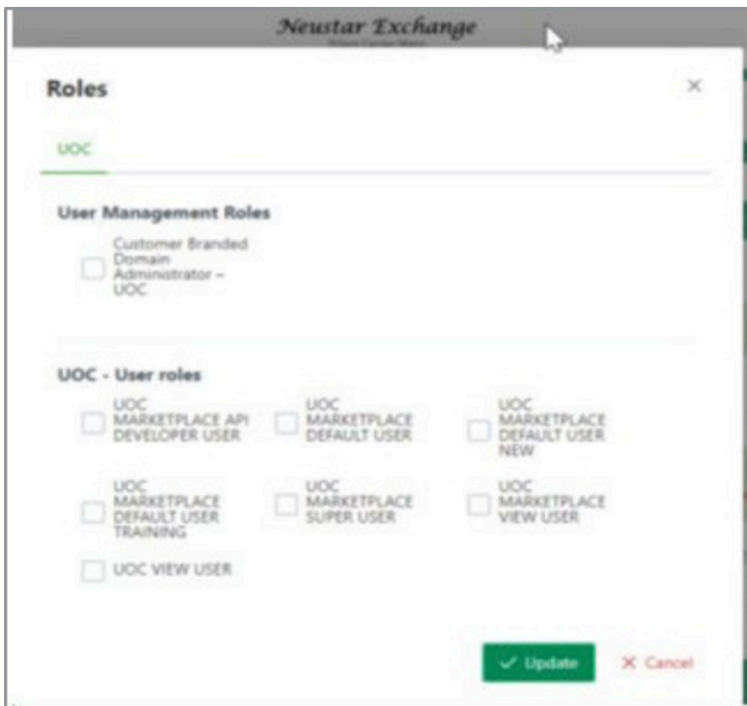 Neustar Exchange
Roles
UOC
User Management Roles
Customer Branded
Domain
Administrator –
UOC
UOC - User roles
UOC
MARKETPLACE API
DEVELOPER USER
UOC
MARKETPLACE
DEFAULT USER
UOC
MARKETPLACE
DEFAULT USER
NEW
UOC
MARKETPLACE
DEFAULT USER
TRAINING
UOC
MARKETPLACE
SUPER USER
UOC
MARKETPLACE
VIEW USER
UOC VIEW USER
Update
Cancel